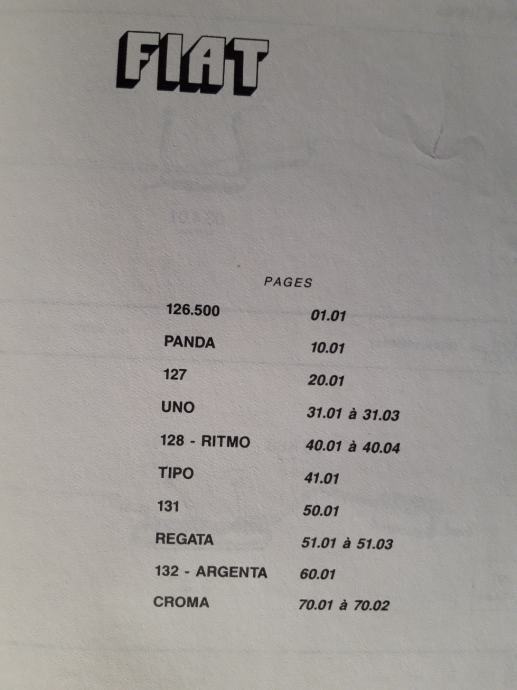 FIAT
PAGES
126.500 01.01
PANDA 10.01
127 20.01
UNO 31.01 à 31.03
128 - RITMO 40.01 à 40.04
TIPO 41.01
131 50.01
REGATA 51.01 à 51.03
132 - ARGENTA 60.01
CROMA 70.01 à 70.02